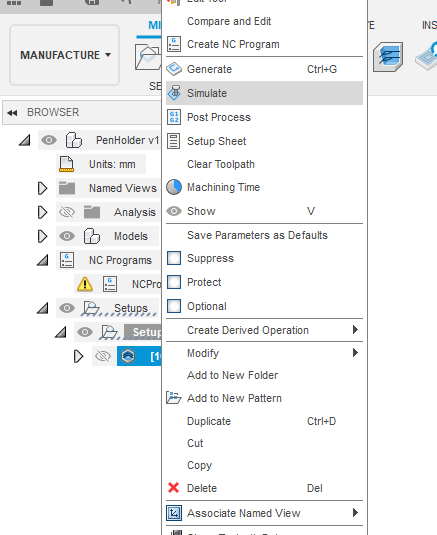 Compare and Edit
Create NC Program
Generate Ctrl+G
Simulate
Post Process
Setup Sheet
Clear Toolpath
Machining Time
Show V
Save Parameters as Defaults
Suppress
Protect
Optional
Create Derived Operation
Modify
Add to New Folder
Add to New Pattern
Duplicate Ctrl+D
Cut
Copy
Delete Del
Associate Named View
MANUFACTURE
MI
SE
VE
INS
BROWSER
PenHolder v1
Units: mm
Named Views
Analysis
Models
NC Programs
NCPro
Setups
Setup
[1